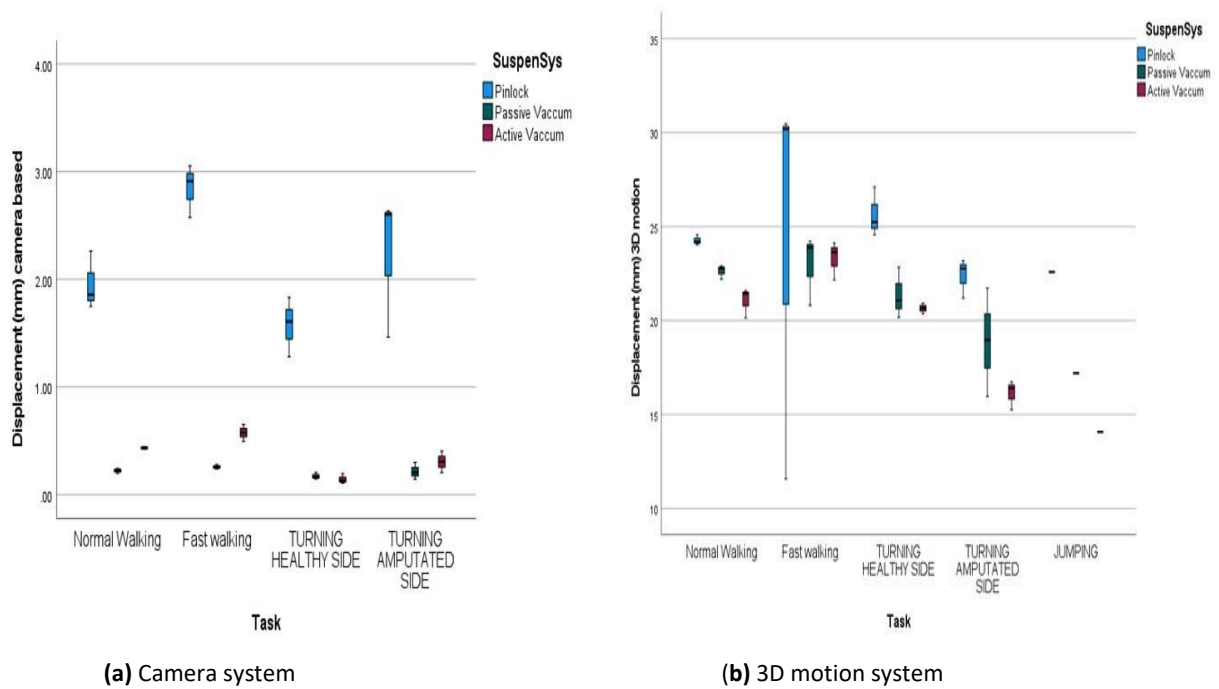 Displacement (mm) camera based
4.00
3.00
2.00
1.00
.00
Normal Walking
Fast walking
TURNING
HEALTHY SIDE
TURNING
AMPUTATED
SIDE
Task
SuspenSys
Pinlock
Passive Vaccum
Active Vaccum
(a) Camera system
Displacement (mm) 3D motion
35
30
25
20
15
10
Normal Walking
Fast walking
TURNING
HEALTHY SIDE
TURNING
AMPUTATED
SIDE
JUMPING
Task
SuspenSys
Pinlock
Passive Vaccum
Active Vaccum
(b) 3D motion system